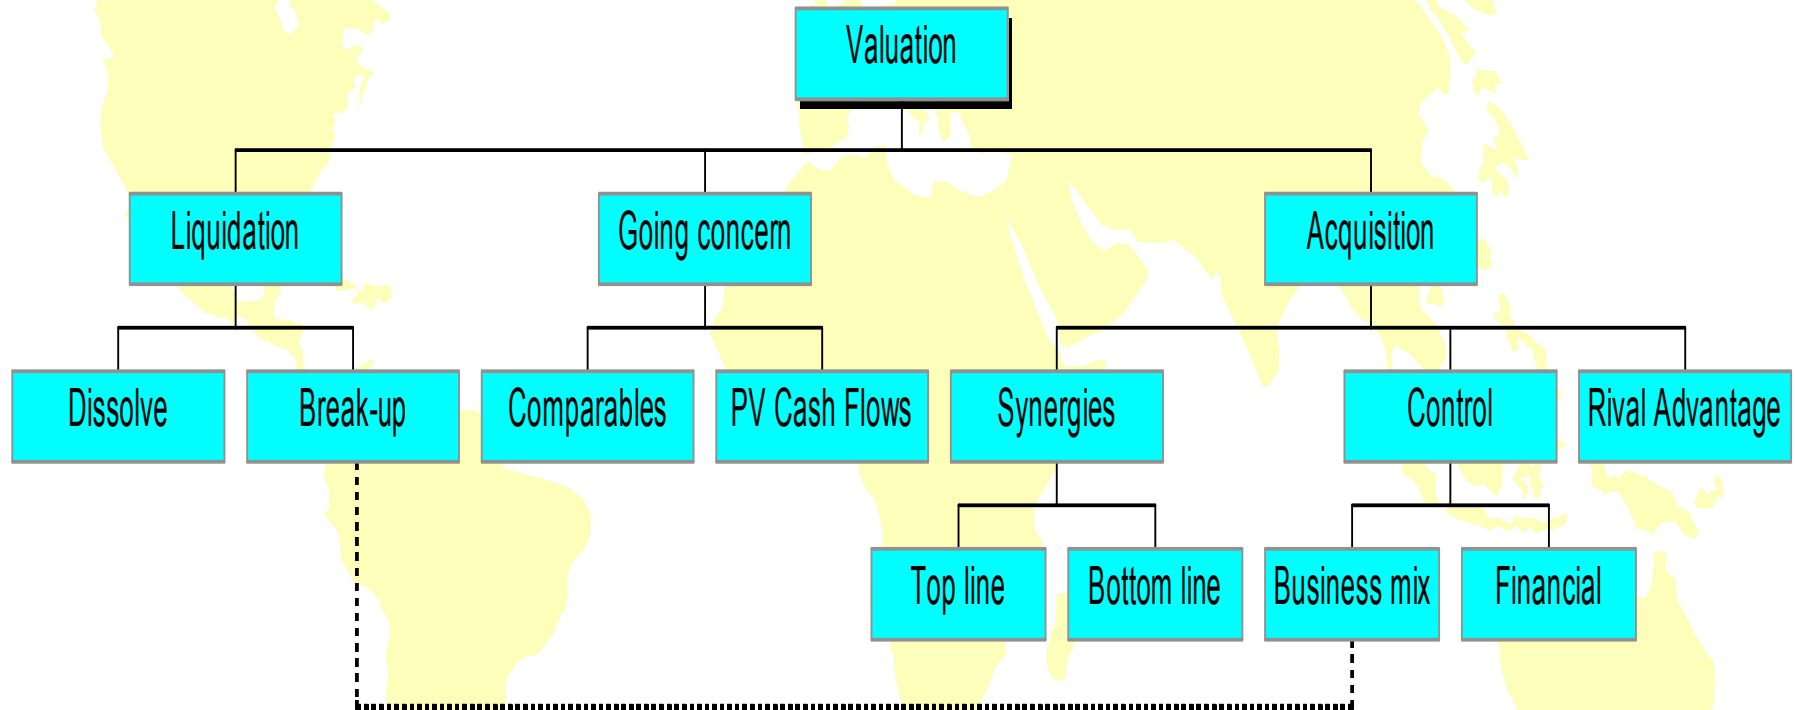 Valuation
Liquidation
Going concern
Acquisition
Dissolve
Break-up
Comparables
PV Cash Flows
Synergies
Control
Rival Advantage
Top line
Bottom line
Business mix
Financial